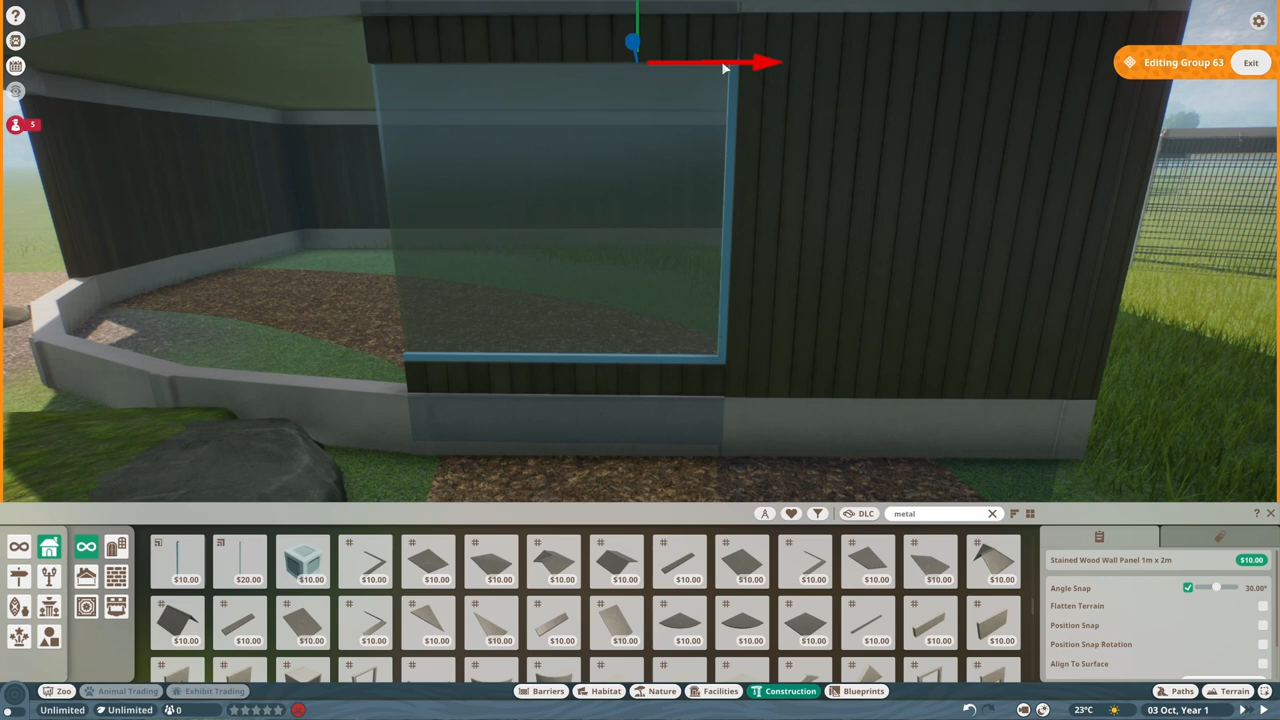 ?
Editing Group 63
Exit
5
DLC
metal
?
$10.00 $20.00 $10.00 $10.00 $10.00 $10.00 $10.00 $10.00 $10.00 $10.00 $10.00 $10.00 $10.00 $10.00
$10.00 $10.00 $10.00 $10.00 $10.00 $10.00 $10.00 $10.00 $10.00 $10.00 $10.00 $10.00 $10.00 $10.00
Stained Wood Wall Panel 1m x 2m $10.00
Angle Snap 30.00°
Flatten Terrain
Position Snap
Position Snap Rotation
Align To Surface
Zoo Animal Trading Exhibit Trading Barriers Habitat Nature Facilities Construction Blueprints Paths Terrain
Unlimited Unlimited 0 23°C 03 Oct, Year 1